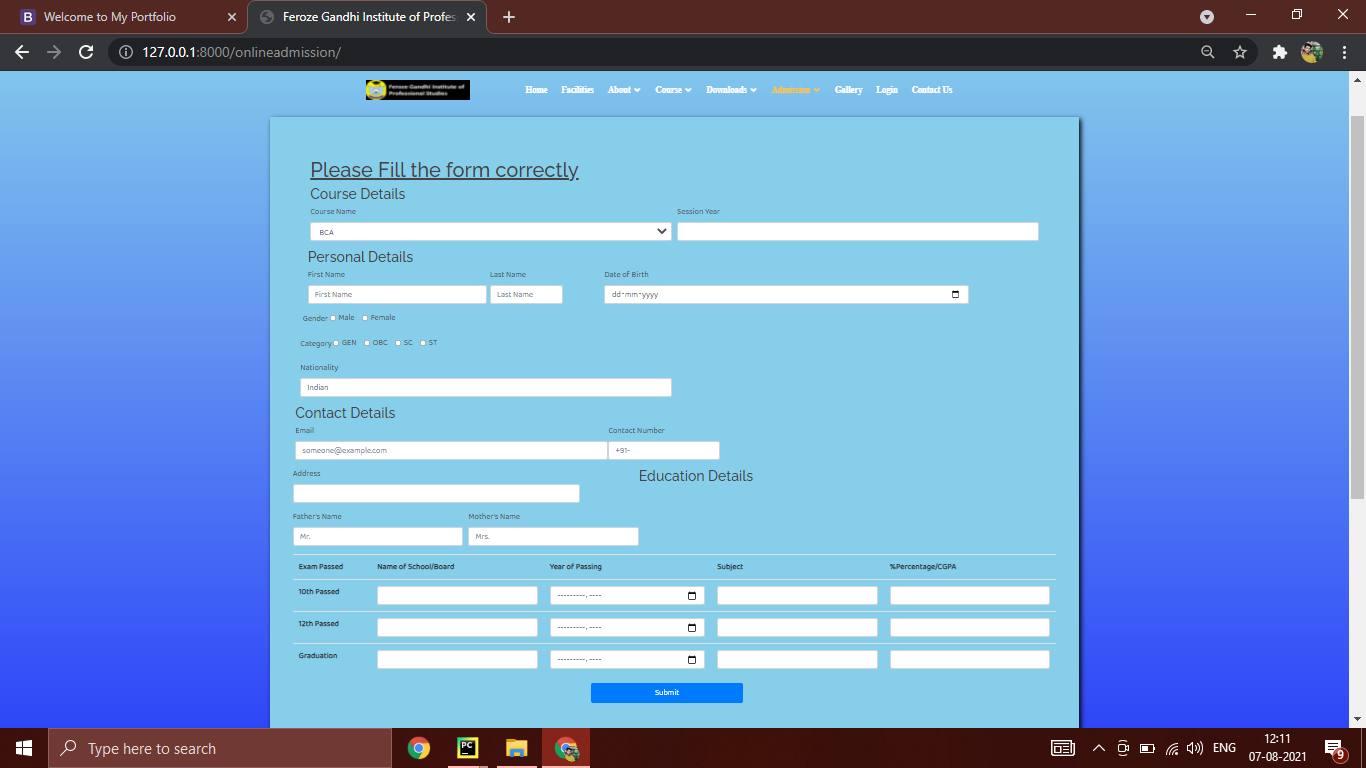 Welcome to My Portfolio
Feroze Gandhi Institute of Profes
127.0.0.1:8000/onlineadmission/
Feroze Gandhi Institute of
Professional Studies
Home Facilities About Course Downloads Admission Gallery Login Contact Us
Please Fill the form correctly
Course Details
Course Name Session Year
BCA
Personal Details
First Name Last Name Date of Birth
First Name Last Name dd-mm-yyyy
Gender Male Female
Category GEN OBC SC ST
Nationality
Indian
Contact Details
Email Contact Number
someone@example.com +91-
Address
Education Details
Father's Name Mother's Name
Mr. Mrs.
Exam Passed Name of School/Board Year of Passing Subject %Percentage/CGPA
10th Passed ---------, ----
12th Passed ---------, ----
Graduation ---------, ----
Submit
Type here to search
PC
ENG
12:11
07-08-2021
9